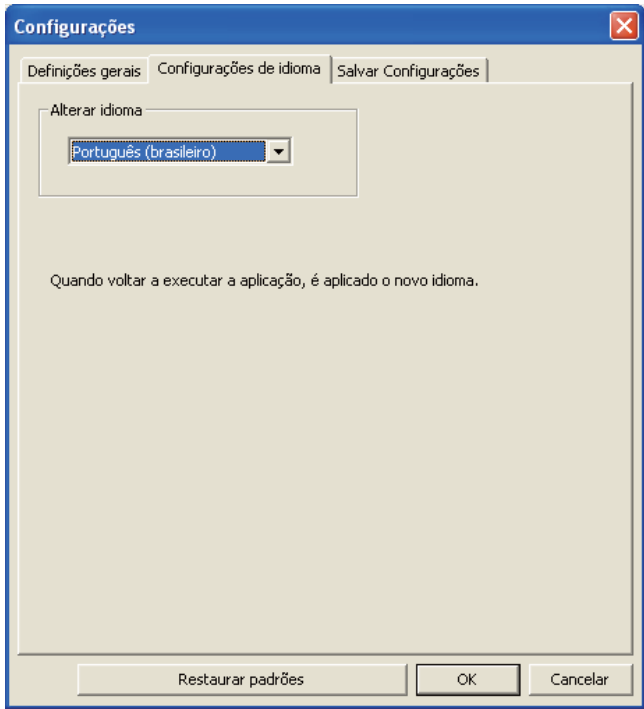 Configurações
Definições gerais
Configurações de idioma
Salvar Configurações
Alterar idioma
Português (brasileiro)
Quando voltar a executar a aplicação, é aplicado o novo idioma.
Restaurar padrões
OK
Cancelar